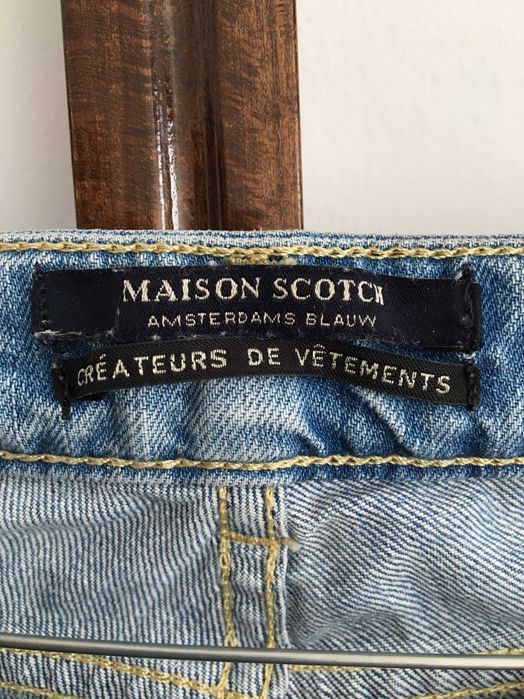 MAISON SCOTCH
AMSTERDAMS BLAUW
CRÉATEURS DE VÊTEMENTS